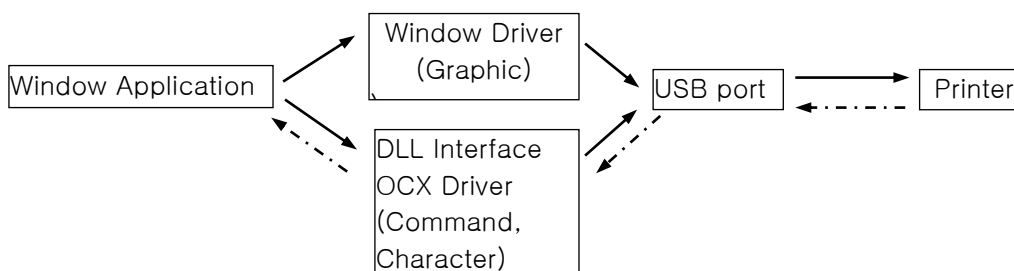 Window Application
Window Driver
(Graphic)
DLL Interface
OCX Driver
(Command,
Character)
USB port
Printer